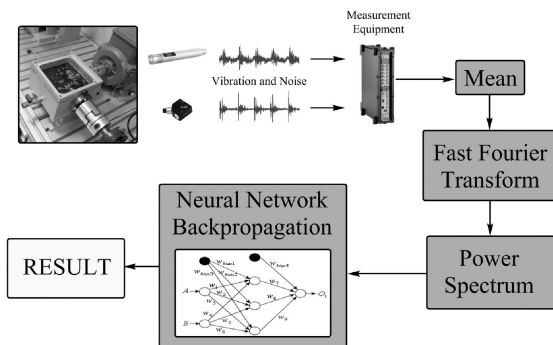 Measurement
Equipment
Vibration and Noise
Mean
Fast Fourier
Transform
Power
Spectrum
Neural Network
Backpropagation
A
B
RESULT